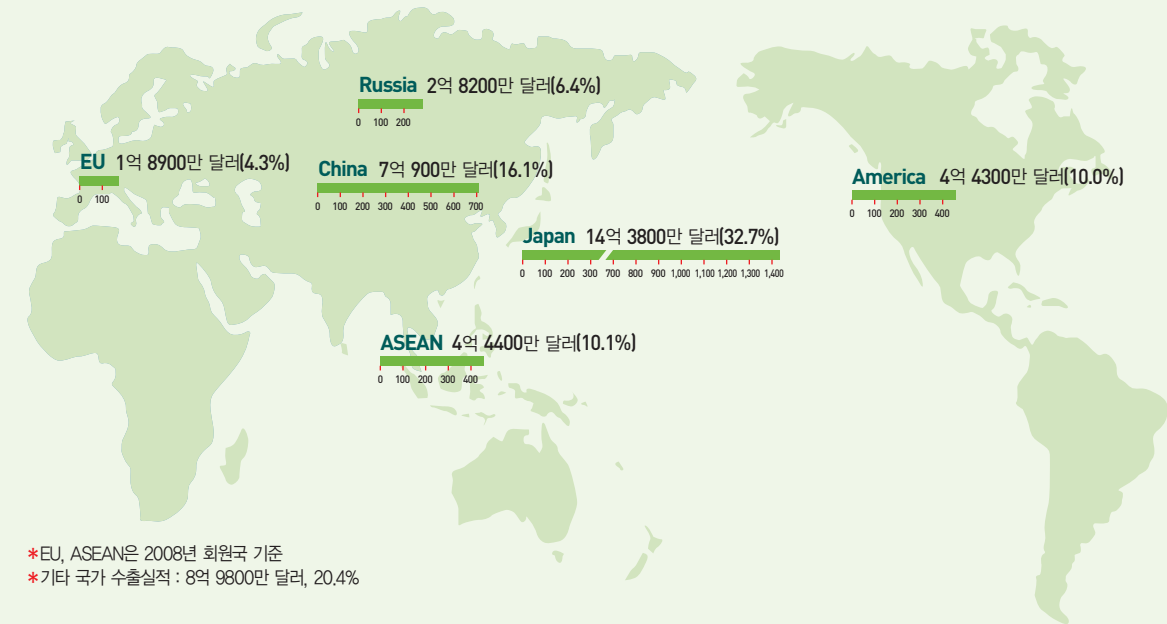 Russia 2억 8200만 달러(6.4%)
0 100 200
EU 1억 8900만 달러(4.3%)
0 100
China 7억 900만 달러(16.1%)
0 100 200 300 400 500 600 700
America 4억 4300만 달러(10.0%)
0 100 200 300 400
Japan 14억 3800만 달러(32.7%)
0 100 200 300 700 800 900 1,000 1,100 1,200 1,300 1,400
ASEAN 4억 4400만 달러(10.1%)
0 100 200 300 400
*EU, ASEAN은 2008년 회원국 기준
*기타 국가 수출실적 : 8억 9800만 달러, 20.4%